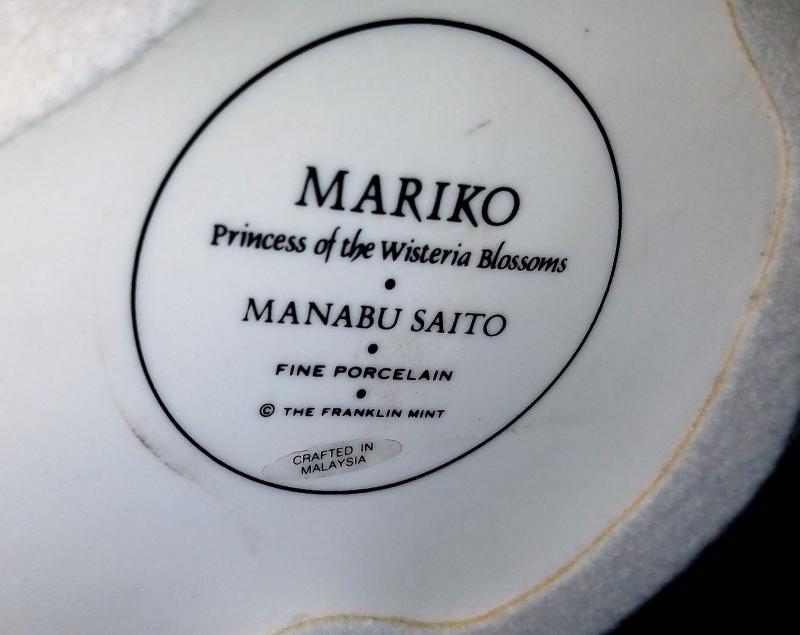 MARIKO
Princess of the Wisteria Blossoms
•
MANABU SAITO
•
FINE PORCELAIN
•
© THE FRANKLIN MINT
CRAFTED IN
MALAYSIA